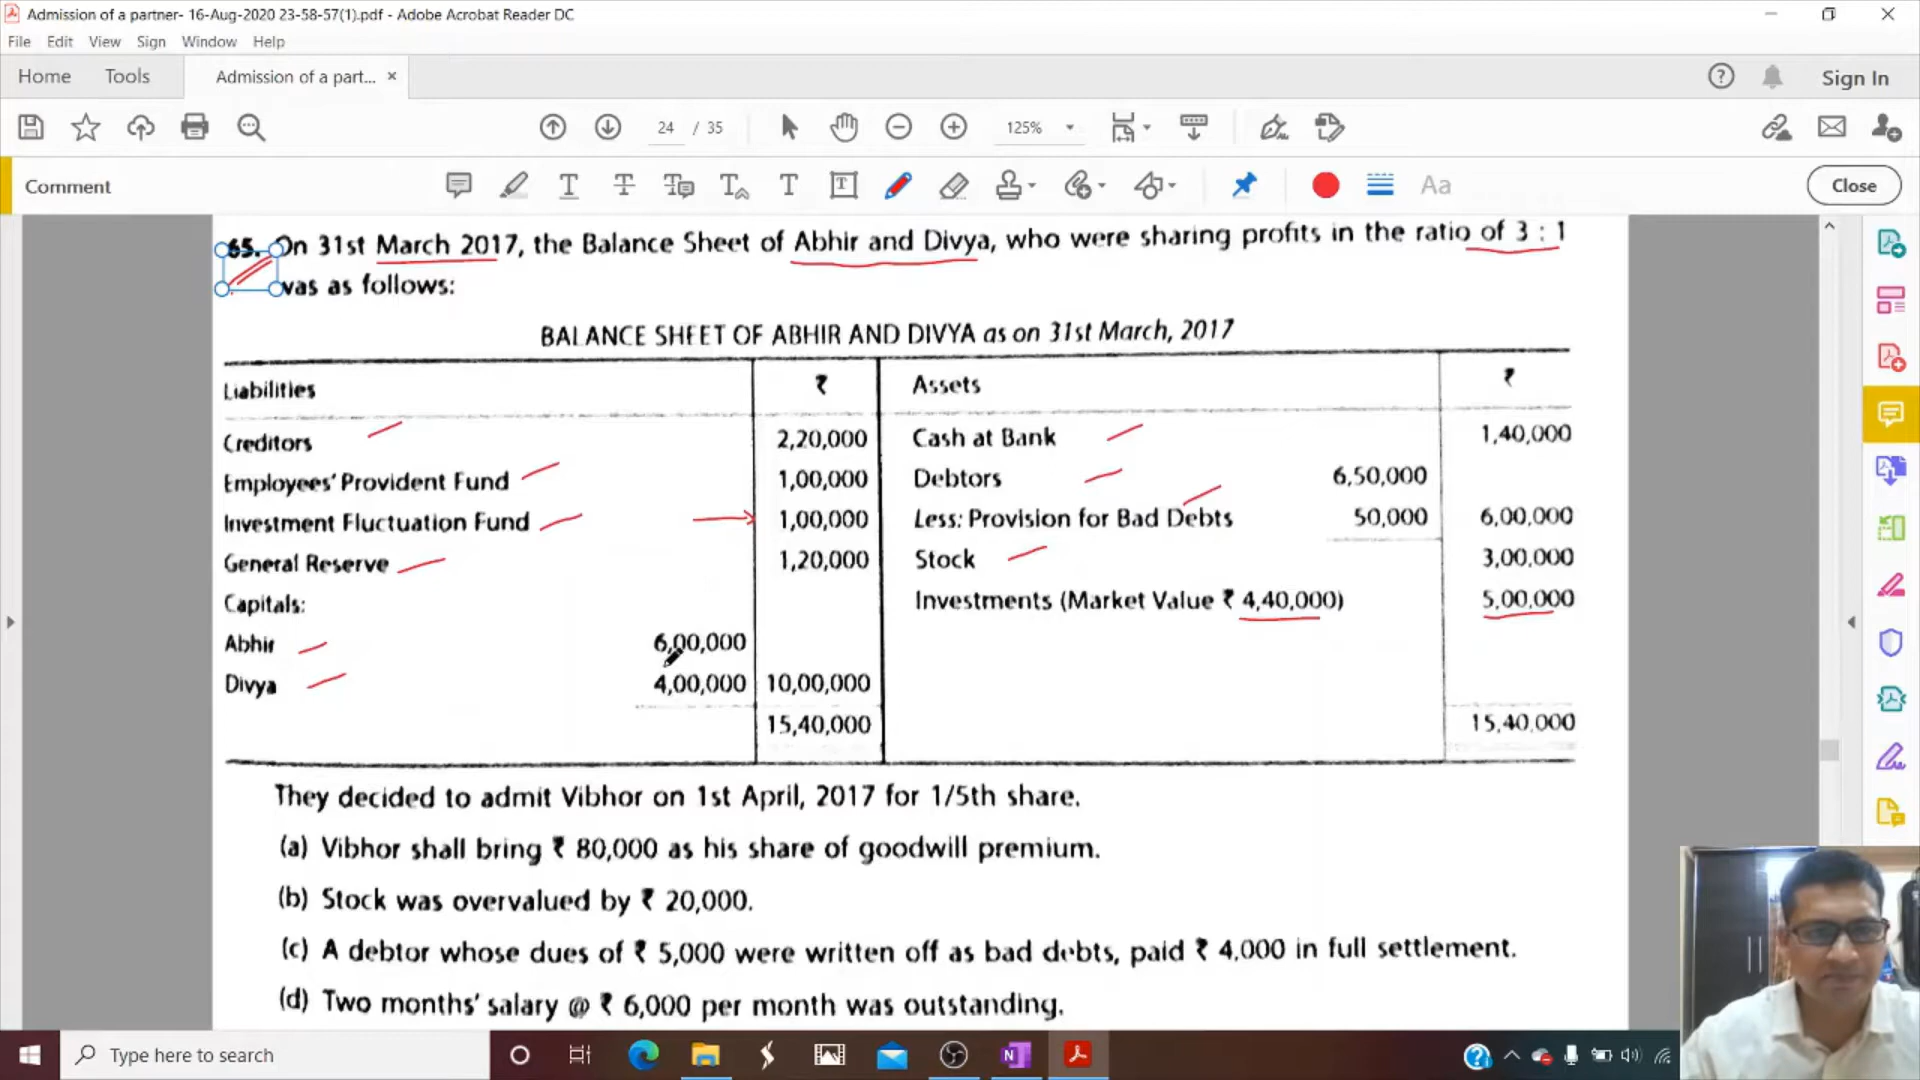 Admission of a partner- 16-Aug-2020 23-58-57(1).pdf - Adobe Acrobat Reader DC
File Edit View Sign Window Help
Home Tools Admission of a part... × Sign In
24 / 35 125%
Comment Aa Close
65. On 31st March 2017, the Balance Sheet of Abhir and Divya, who were sharing profits in the ratio of 3 : 1
was as follows:
BALANCE SHEET OF ABHIR AND DIVYA as on 31st March, 2017
Liabilities ₹ Assets ₹
Creditors 2,20,000 Cash at Bank 1,40,000
Employees' Provident Fund 1,00,000 Debtors 6,50,000
Investment Fluctuation Fund 1,00,000 Less: Provision for Bad Debts 50,000 6,00,000
General Reserve 1,20,000 Stock 3,00,000
Capitals: Investments (Market Value ₹ 4,40,000) 5,00,000
Abhir 6,00,000
Divya 4,00,000 10,00,000
15,40,000 15,40,000
They decided to admit Vibhor on 1st April, 2017 for 1/5th share.
(a) Vibhor shall bring ₹ 80,000 as his share of goodwill premium.
(b) Stock was overvalued by ₹ 20,000.
(c) A debtor whose dues of ₹ 5,000 were written off as bad debts, paid ₹ 4,000 in full settlement.
(d) Two months' salary @ ₹ 6,000 per month was outstanding.
Type here to search